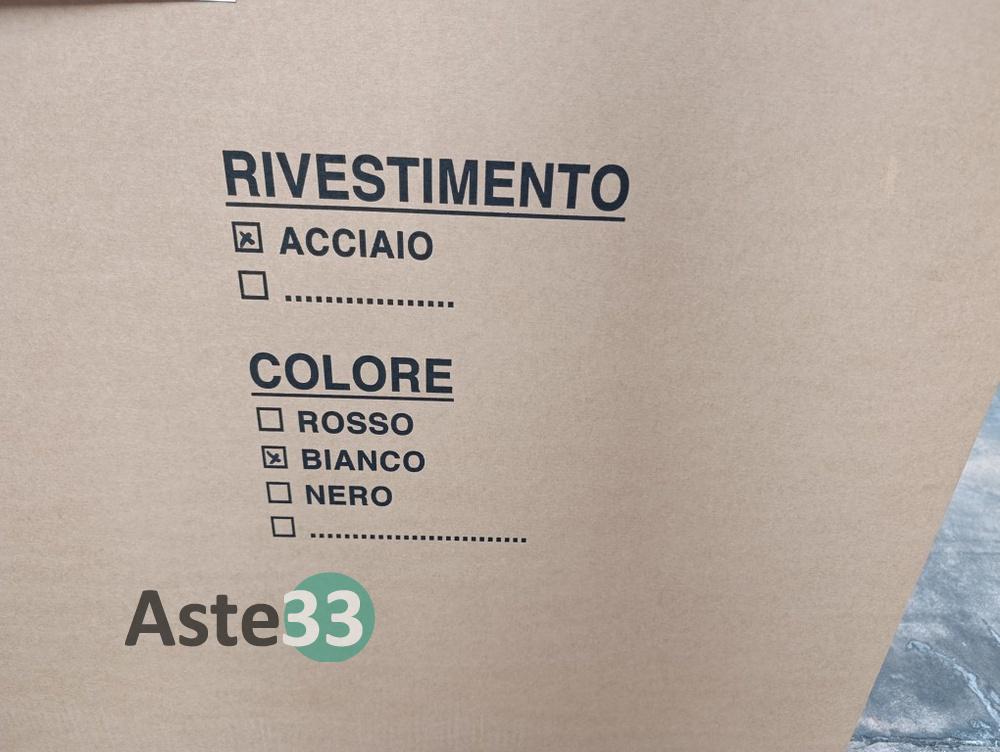 RIVESTIMENTO
☒ ACCIAIO
☐ ..................
COLORE
☐ ROSSO
☒ BIANCO
☐ NERO
☐ ..........................
Aste33